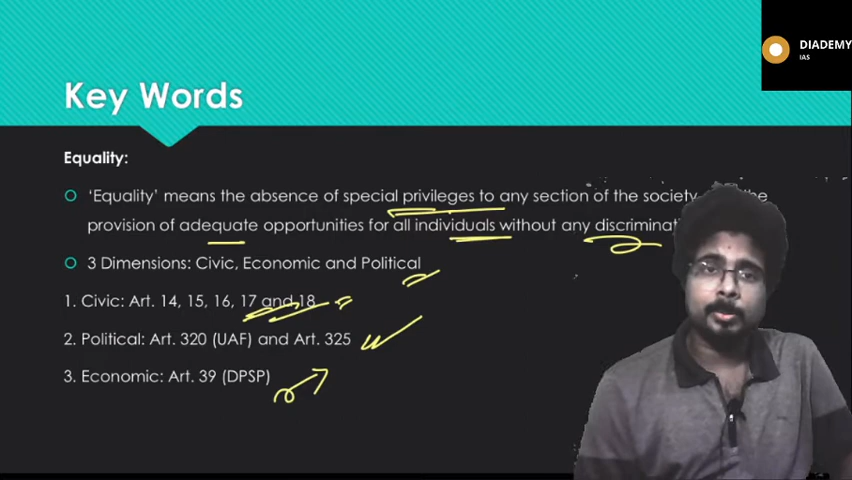 DIADEMY
IAS
Key Words
Equality:
'Equality' means the absence of special privileges to any section of the society, the
provision of adequate opportunities for all individuals without any
3 Dimensions: Civic, Economic and Political
1. Civic: Art. 14, 15, 16, 17 and 18
2. Political: Art. 320 (UAF) and Art. 325
3. Economic: Art. 39 (DPSP)